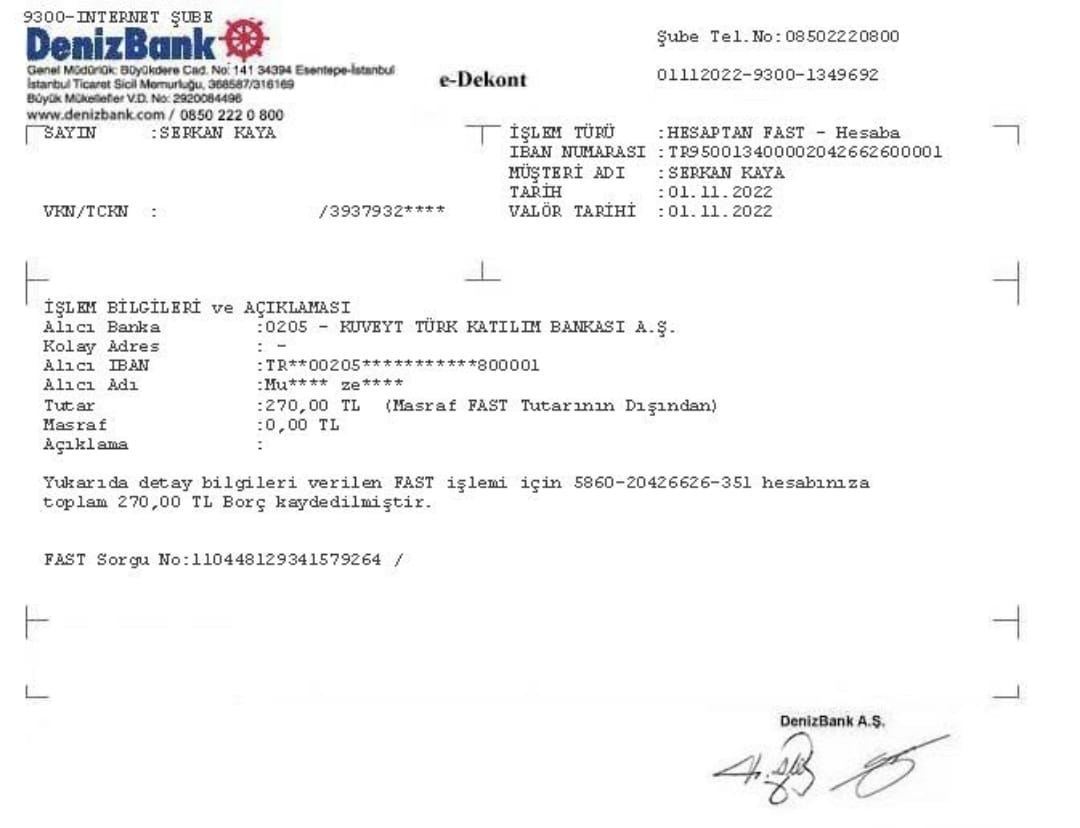 9300-INTERNET ŞUBE
DenizBank
Genel Müdürlük: Büyükdere Cad. No: 141 34394 Esentepe-İstanbul
İstanbul Ticaret Sicil Memurluğu, 368587/316169
Büyük Mükellefler V.D. No: 2920084496
www.denizbank.com / 0850 222 0 800
e-Dekont
Şube Tel.No:08502220800
01112022-9300-1349692
SAYIN :SERKAN KAYA
VKN/TCKN : /3937932****
İŞLEM TÜRÜ :HESAPTAN FAST - Hesaba
IBAN NUMARASI :TR950013400002042662600001
MÜŞTERİ ADI :SERKAN KAYA
TARİH :01.11.2022
VALÖR TARİHİ :01.11.2022
İŞLEM BİLGİLERİ ve AÇIKLAMASI
Alıcı Banka :0205 - KUVEYT TÜRK KATILIM BANKASI A.Ş.
Kolay Adres : -
Alıcı IBAN :TR**00205***********800001
Alıcı Adı :Mu**** ze****
Tutar :270,00 TL (Masraf FAST Tutarının Dışından)
Masraf :0,00 TL
Açıklama :
Yukarıda detay bilgileri verilen FAST işlemi için 5860-20426626-351 hesabınıza
toplam 270,00 TL Borç kaydedilmiştir.
FAST Sorgu No:110448129341579264 /
DenizBank A.Ş.